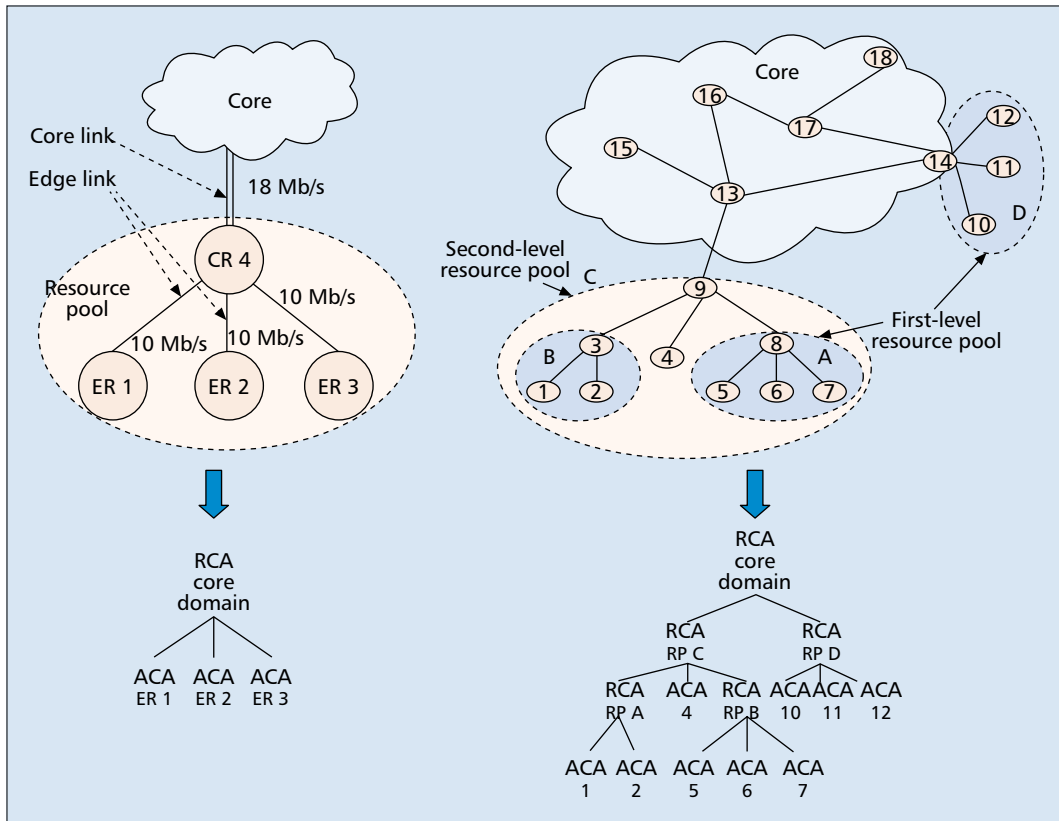 Core
Core link
Edge link
18 Mb/s
CR 4
Resource
pool
10 Mb/s
10 Mb/s
10 Mb/s
ER 1
ER 2
ER 3
RCA
core
domain
ACA
ER 1
ACA
ER 2
ACA
ER 3
Core
18
16
17
15
14
13
12
11
10
D
Second-level
resource pool
C
9
First-level
resource pool
B
3
1
2
4
8
A
5
6
7
RCA
core
domain
RCA
RP C
RCA
RP D
RCA
RP A
ACA
4
RCA
RP B
ACA
10
ACA
11
ACA
12
ACA
1
ACA
2
ACA
5
ACA
6
ACA
7